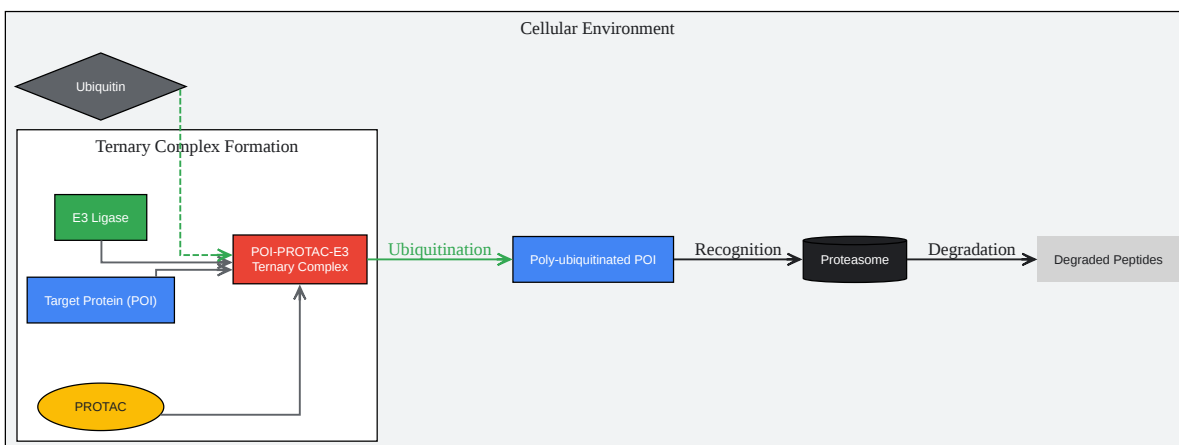 Cellular Environment
Ubiquitin
Ternary Complex Formation
E3 Ligase
POI-PROTAC-E3
Ternary Complex
Target Protein (POI)
PROTAC
Ubiquitination
Poly-ubiquitinated POI
Recognition
Proteasome
Degradation
Degraded Peptides